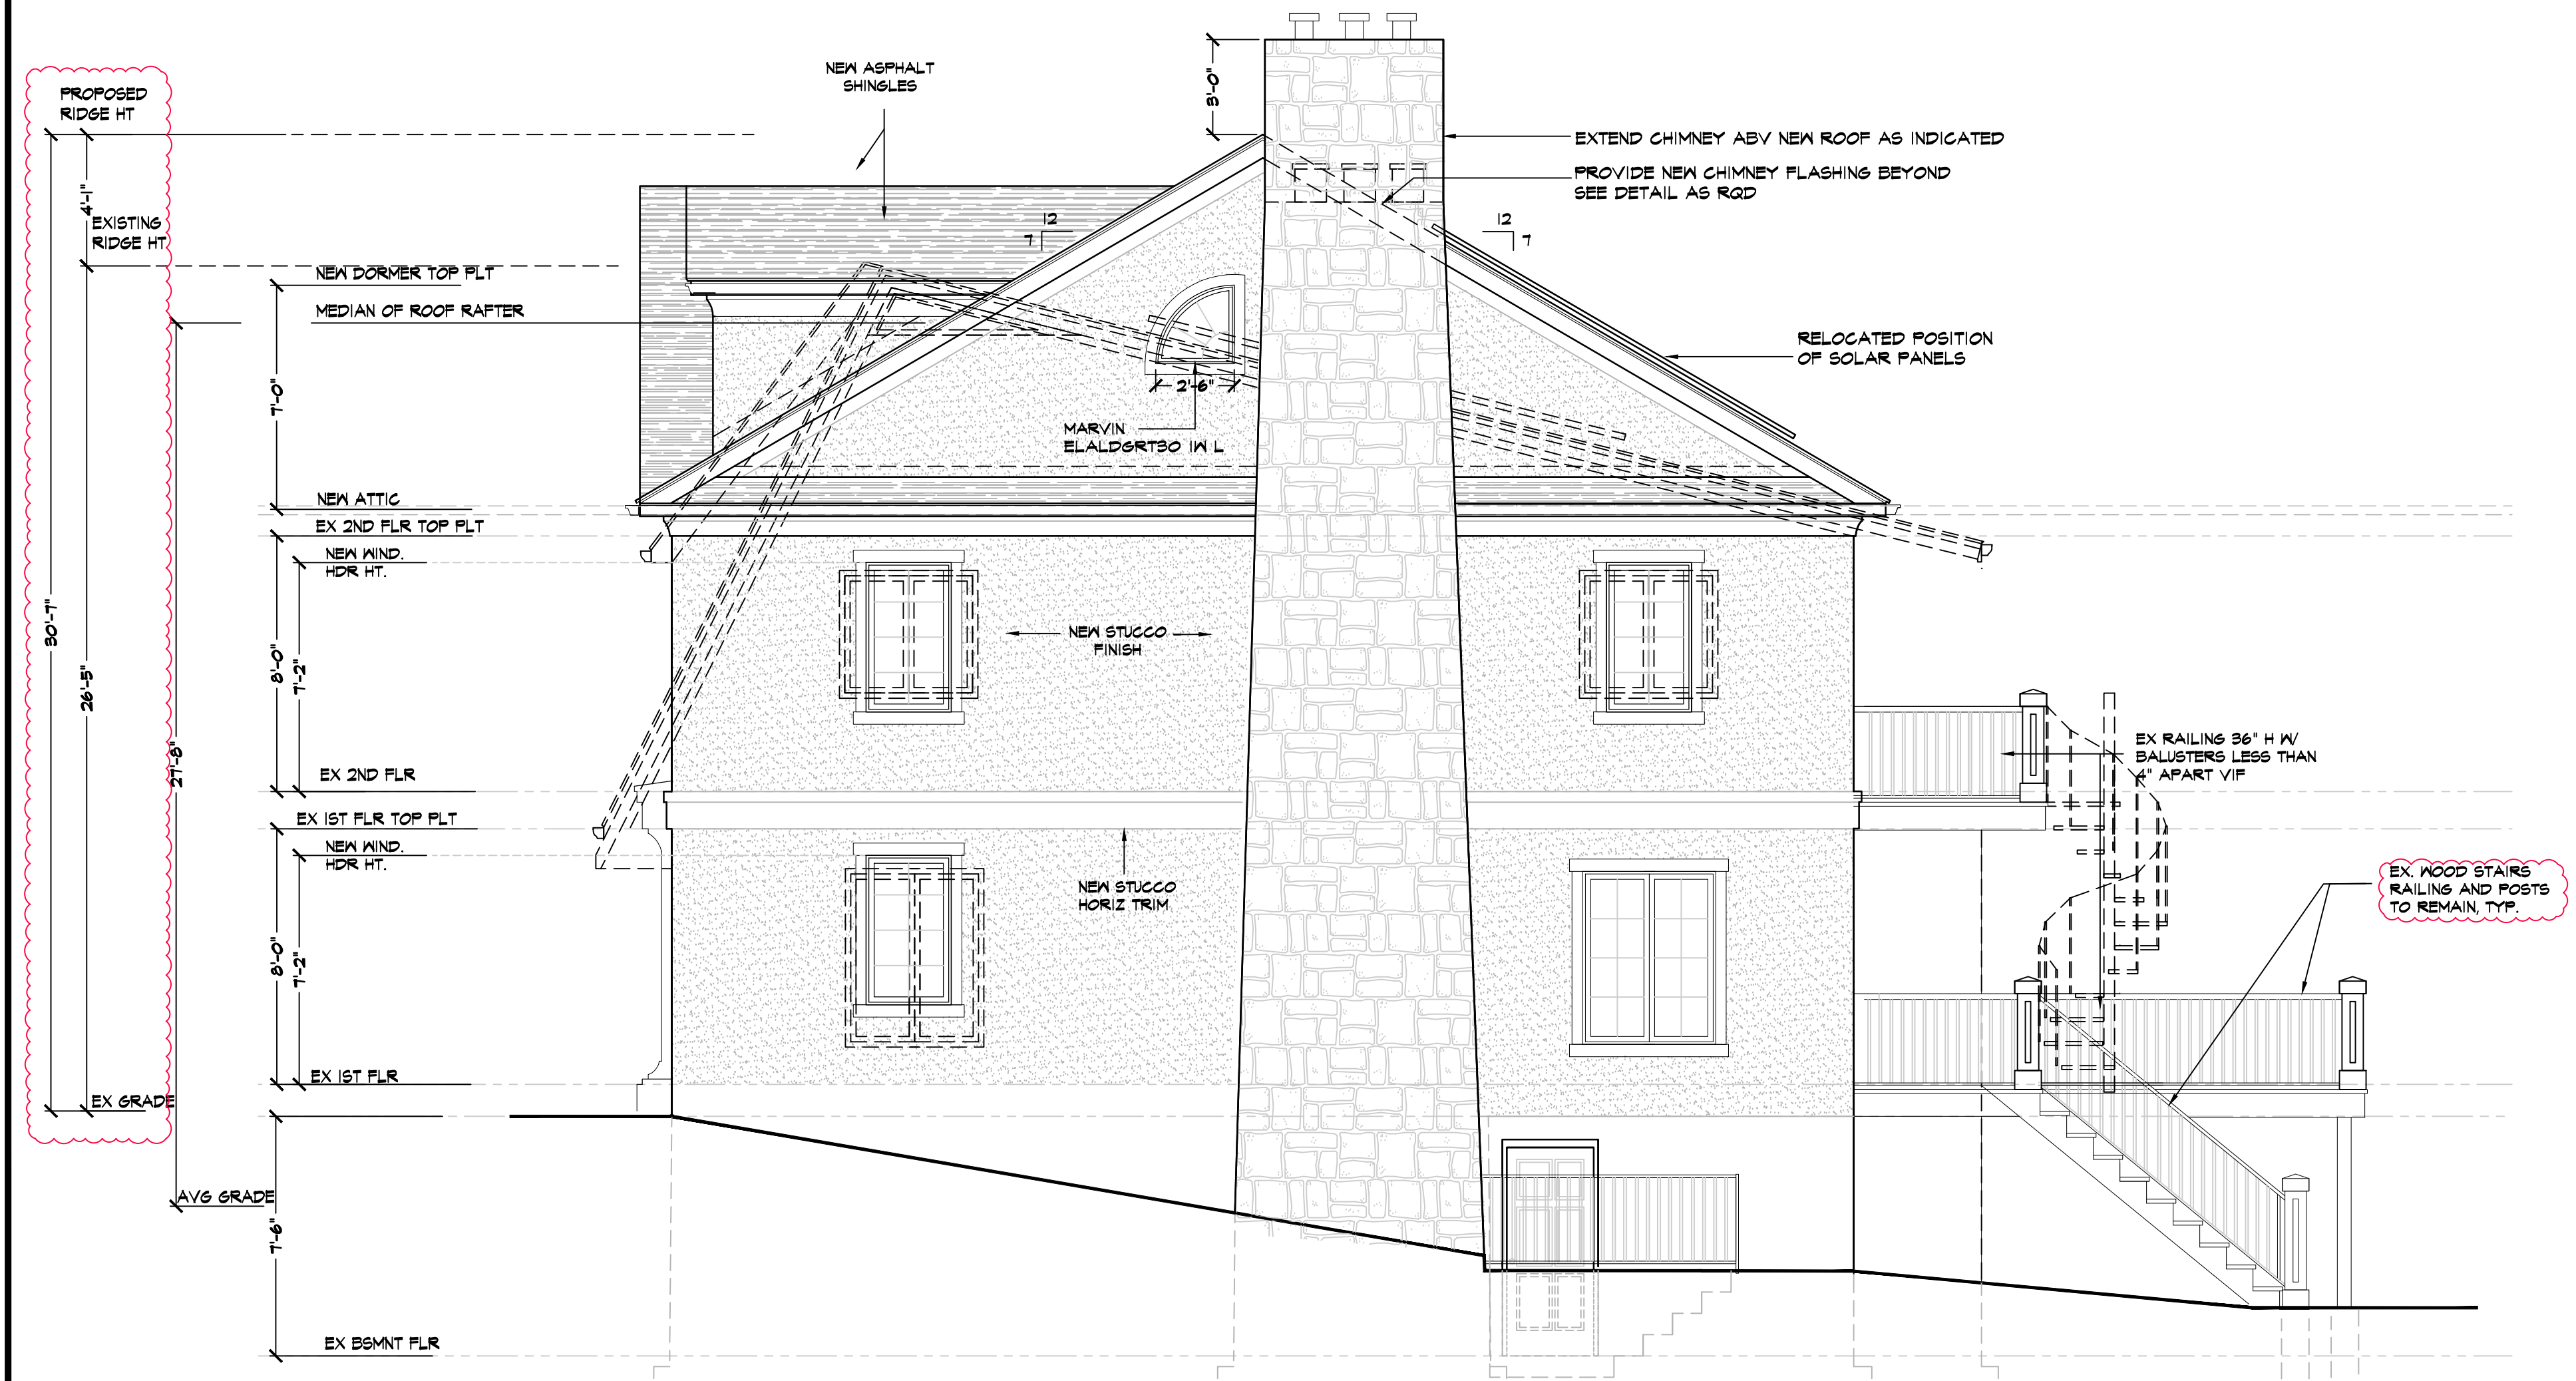 PROPOSED
RIDGE HT
4'-1"
EXISTING
RIDGE HT
30'-7"
26'-5"
27'-8"
EX GRADE
AVG GRADE
NEW DORMER TOP PLT
MEDIAN OF ROOF RAFTER
7'-0"
NEW ATTIC
EX 2ND FLR TOP PLT
NEW WIND.
HDR HT.
8'-0"
7'-2"
EX 2ND FLR
EX 1ST FLR TOP PLT
NEW WIND.
HDR HT.
8'-0"
7'-2"
EX 1ST FLR
7'-6"
EX BSMNT FLR
NEW ASPHALT
SHINGLES
3'-0"
12
7
12
7
2'-6"
MARVIN
ELALDGRT30 1W L
NEW STUCCO
FINISH
NEW STUCCO
HORIZ TRIM
EXTEND CHIMNEY ABV NEW ROOF AS INDICATED
PROVIDE NEW CHIMNEY FLASHING BEYOND
SEE DETAIL AS RQD
RELOCATED POSITION
OF SOLAR PANELS
EX RAILING 36" H W/
BALUSTERS LESS THAN
4" APART VIF
EX. WOOD STAIRS
RAILING AND POSTS
TO REMAIN, TYP.